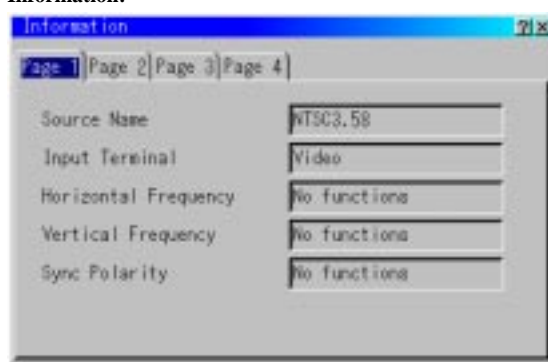 Information:
Information
Page 1 Page 2 Page 3 Page 4
Source Name NTSC3.58
Input Terminal Video
Horizontal Frequency No functions
Vertical Frequency No functions
Sync Polarity No functions